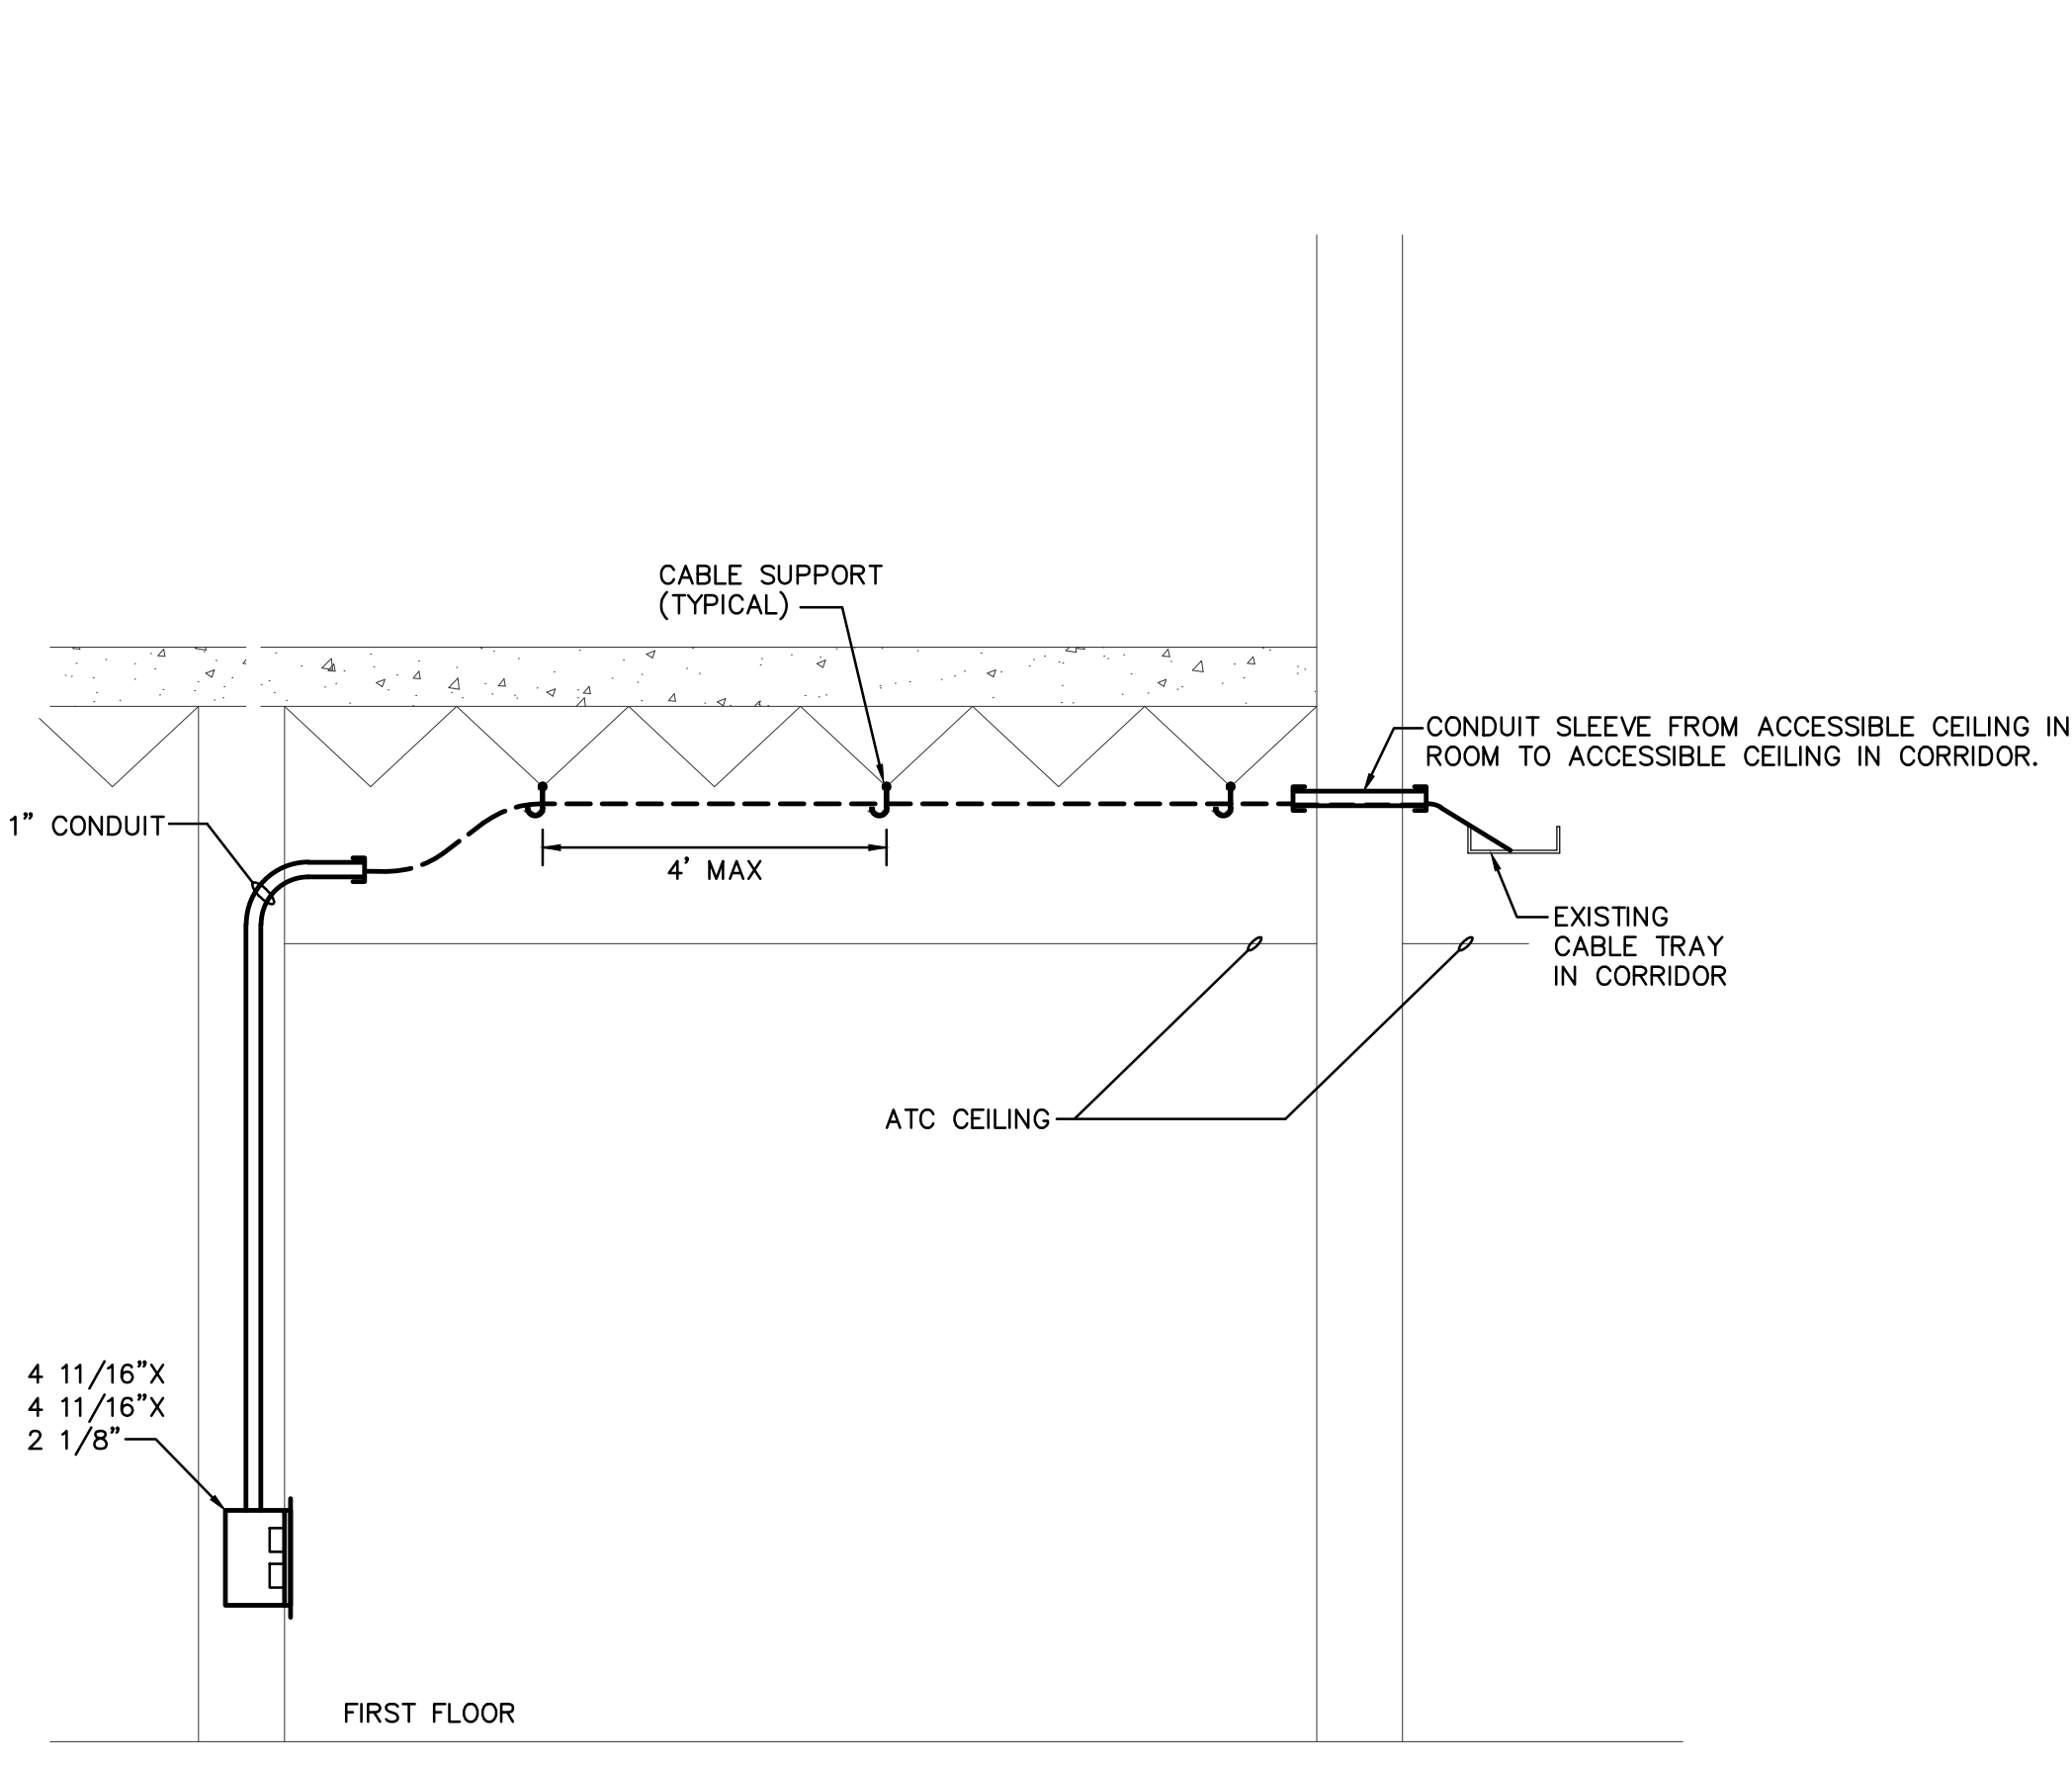 CABLE SUPPORT
(TYPICAL)
CONDUIT SLEEVE FROM ACCESSIBLE CEILING IN
ROOM TO ACCESSIBLE CEILING IN CORRIDOR.
1" CONDUIT
4' MAX
EXISTING
CABLE TRAY
IN CORRIDOR
ATC CEILING
4 11/16"X
4 11/16"X
2 1/8"
FIRST FLOOR